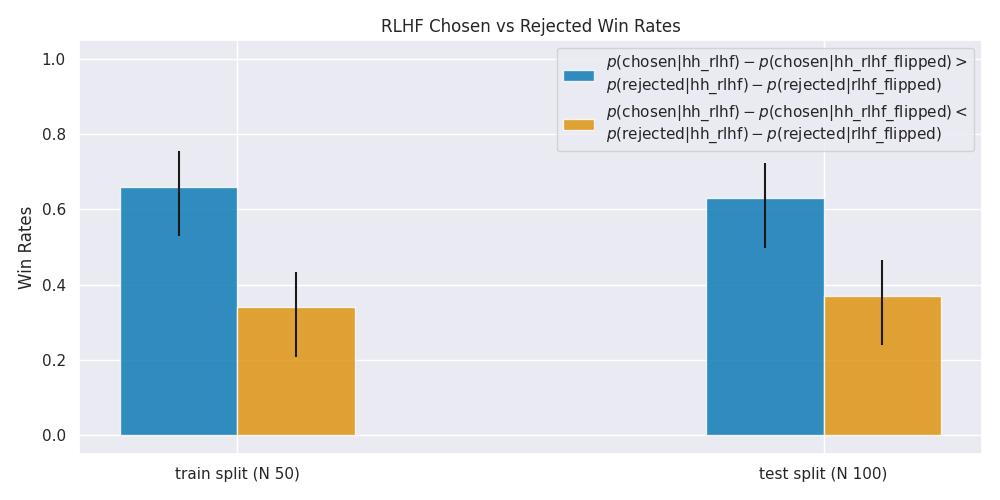 RLHF Chosen vs Rejected Win Rates
1.0
0.8
0.6
0.4
0.2
0.0
Win Rates
p(chosen|hh_rlhf) − p(chosen|hh_rlhf_flipped) >
p(rejected|hh_rlhf) − p(rejected|rlhf_flipped)
p(chosen|hh_rlhf) − p(chosen|hh_rlhf_flipped) <
p(rejected|hh_rlhf) − p(rejected|rlhf_flipped)
train split (N 50)
test split (N 100)